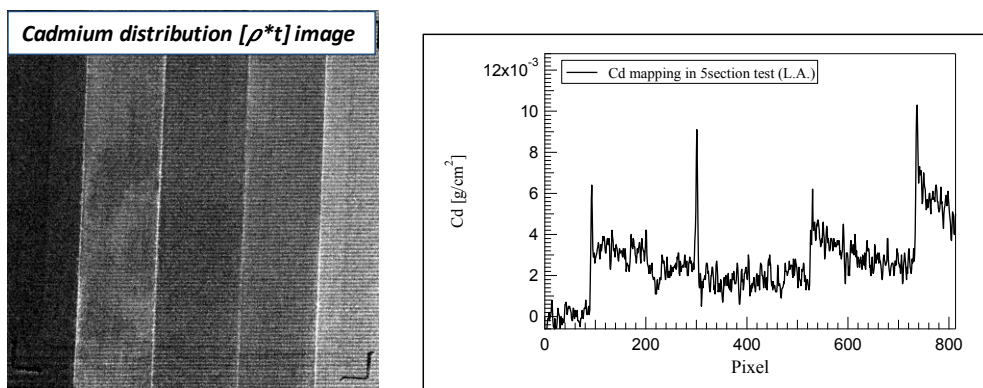 Cadmium distribution [ρ*t] image
12x10⁻³
Cd mapping in 5section test (L.A.)
10
8
6
4
2
0
Cd [g/cm²]
0 200 400 600 800
Pixel